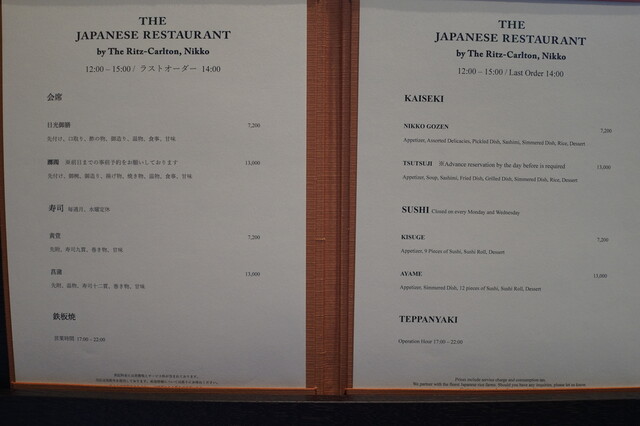 THE
JAPANESE RESTAURANT
by The Ritz-Carlton, Nikko
12:00 – 15:00 / ラストオーダー 14:00
会席
日光御膳 7,200
先付け、口取り、酢の物、御造り、温物、食事、甘味
躑躅 ※前日までの事前予約をお願いしております 13,000
先付け、御椀、御造り、揚げ物、焼き物、温物、食事、甘味
寿司 毎週月、水曜定休
黄萱 7,200
先附、寿司九貫、巻き物、甘味
菖蒲 13,000
先附、温物、寿司十二貫、巻き物、甘味
鉄板焼
営業時間 17:00 - 22:00
THE
JAPANESE RESTAURANT
by The Ritz-Carlton, Nikko
12:00 – 15:00 / Last Order 14:00
KAISEKI
NIKKO GOZEN 7,200
Appetizer, Assorted Delicacies, Pickled Dish, Sashimi, Simmered Dish, Rice, Dessert
TSUTSUJI ※Advance reservation by the day before is required 13,000
Appetizer, Soup, Sashimi, Fried Dish, Grilled Dish, Simmered Dish, Rice, Dessert
SUSHI Closed on every Monday and Wednesday
KISUGE 7,200
Appetizer, 9 Pieces of Sushi, Sushi Roll, Dessert
AYAME 13,000
Appetizer, Simmered Dish, 12 pieces of Sushi, Sushi Roll, Dessert
TEPPANYAKI
Operation Hour 17:00 – 22:00
Prices include service charge and consumption tax.